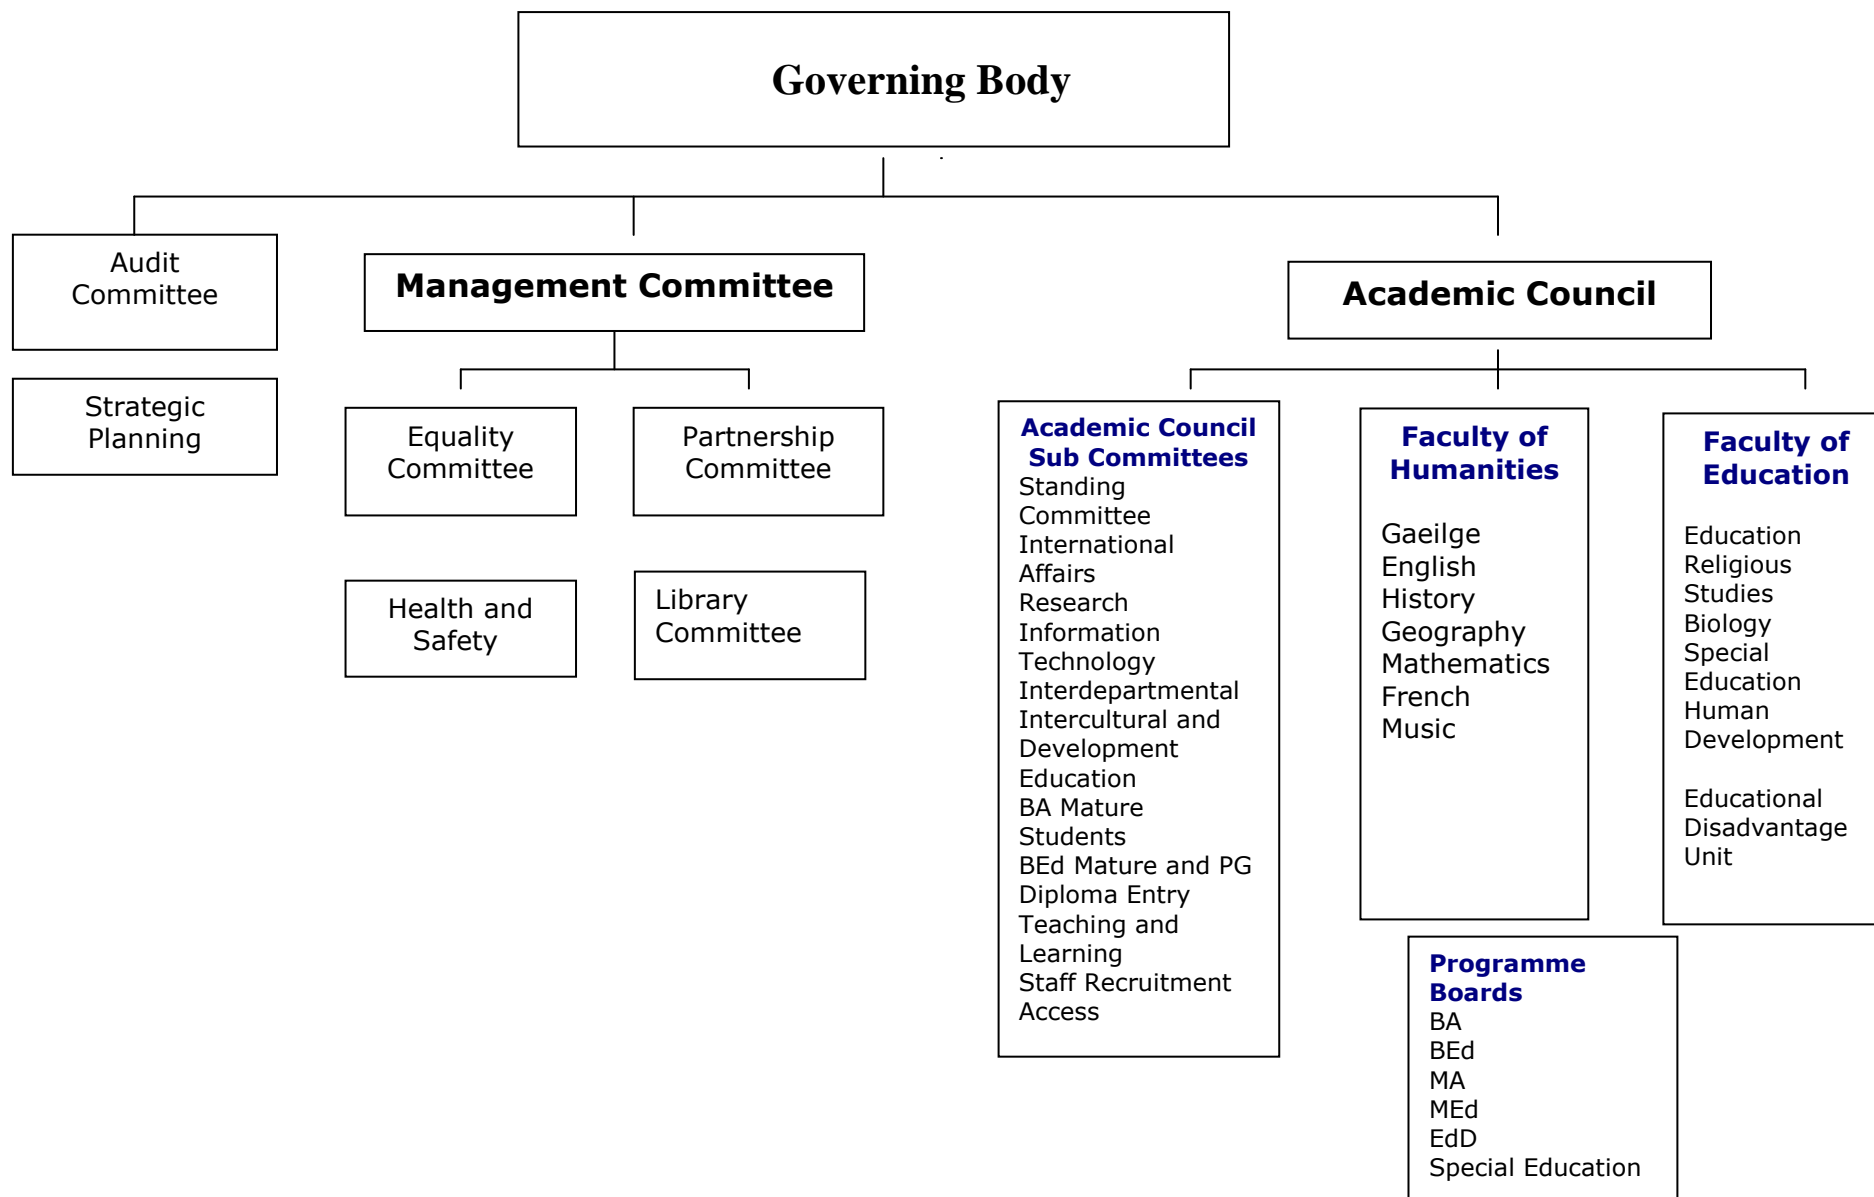 Governing Body
Audit
Committee
Strategic
Planning
Management Committee
Equality
Committee
Partnership
Committee
Health and
Safety
Library
Committee
Academic Council
Academic Council
Sub Committees
Standing
Committee
International
Affairs
Research
Information
Technology
Interdepartmental
Intercultural and
Development
Education
BA Mature
Students
BEd Mature and PG
Diploma Entry
Teaching and
Learning
Staff Recruitment
Access
Faculty of
Humanities
Gaeilge
English
History
Geography
Mathematics
French
Music
Faculty of
Education
Education
Religious
Studies
Biology
Special
Education
Human
Development
Educational
Disadvantage
Unit
Programme
Boards
BA
BEd
MA
MEd
EdD
Special Education